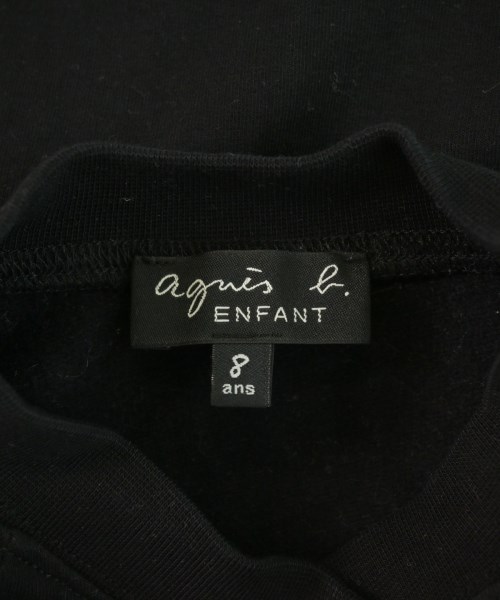 agnès b.
ENFANT
8
ans